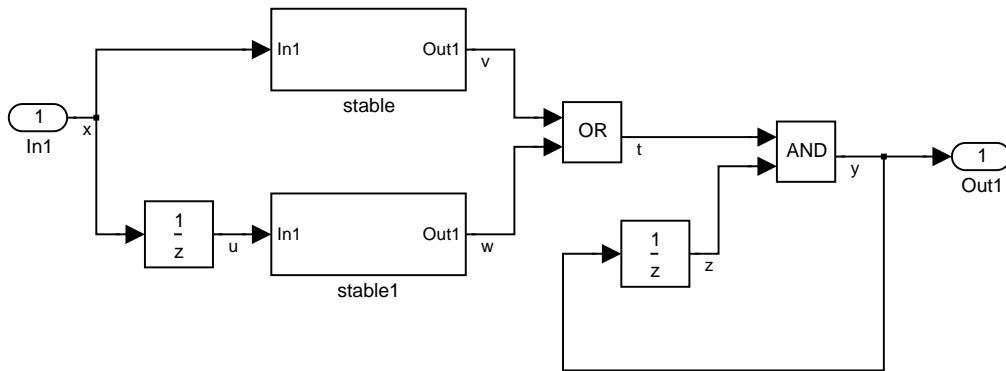 In1
Out1
v
stable
1
x
In1
OR
t
AND
y
1
Out1
1
z
u
In1
Out1
w
stable1
1
z
z